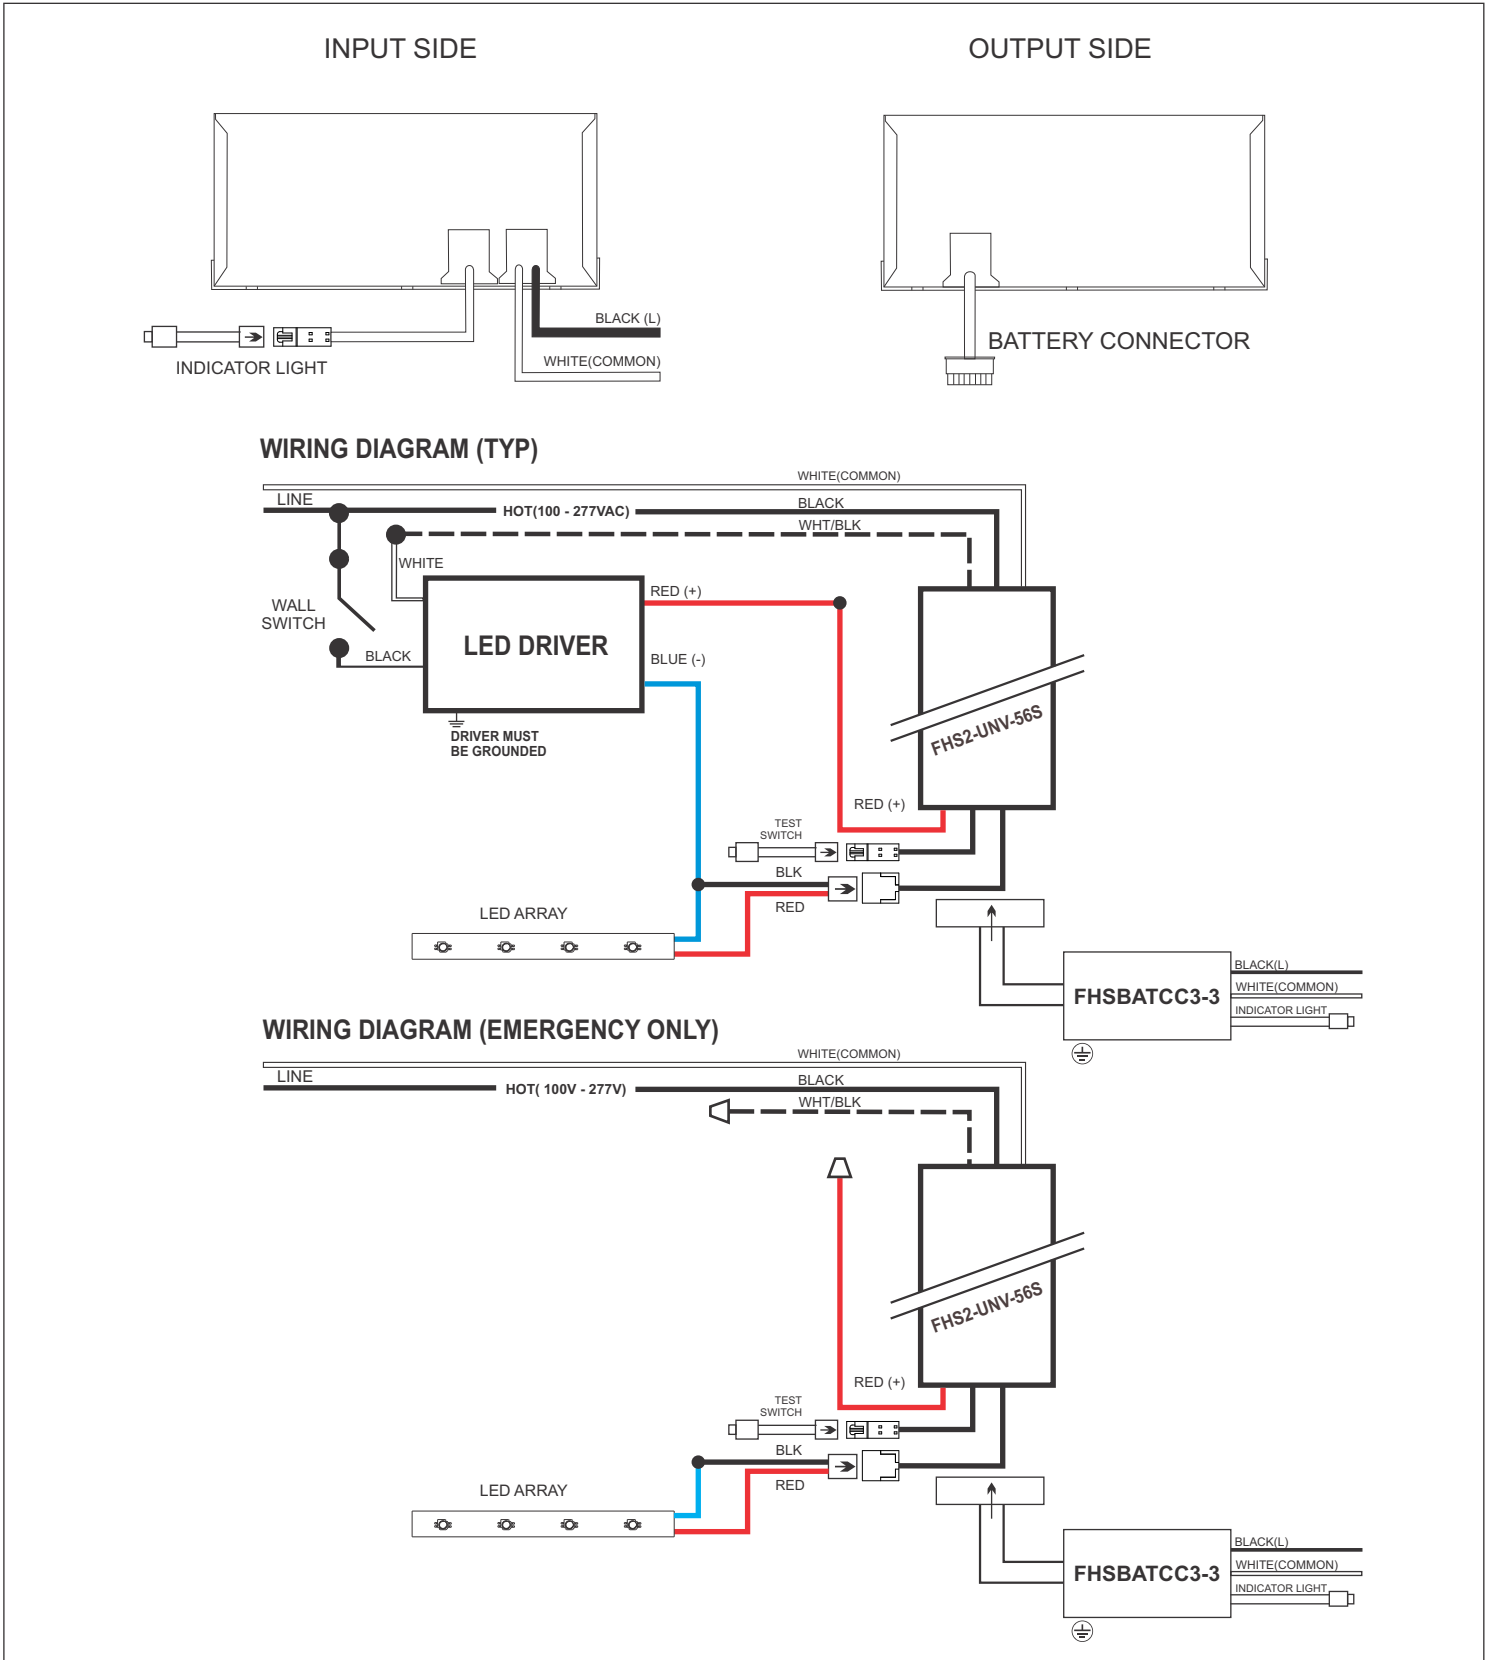 INPUT SIDE
OUTPUT SIDE
BLACK (L)
WHITE(COMMON)
INDICATOR LIGHT
BATTERY CONNECTOR
WIRING DIAGRAM (TYP)
WHITE(COMMON)
LINE
HOT(100 - 277VAC)
BLACK
WHT/BLK
WHITE
WALL
SWITCH
BLACK
LED DRIVER
RED (+)
BLUE (-)
DRIVER MUST
BE GROUNDED
FHS2-UNV-56S
RED (+)
TEST
SWITCH
BLK
RED
LED ARRAY
FHSBATCC3-3
BLACK(L)
WHITE(COMMON)
INDICATOR LIGHT
WIRING DIAGRAM (EMERGENCY ONLY)
WHITE(COMMON)
LINE
HOT( 100V - 277V)
BLACK
WHT/BLK
FHS2-UNV-56S
RED (+)
TEST
SWITCH
BLK
RED
LED ARRAY
FHSBATCC3-3
BLACK(L)
WHITE(COMMON)
INDICATOR LIGHT